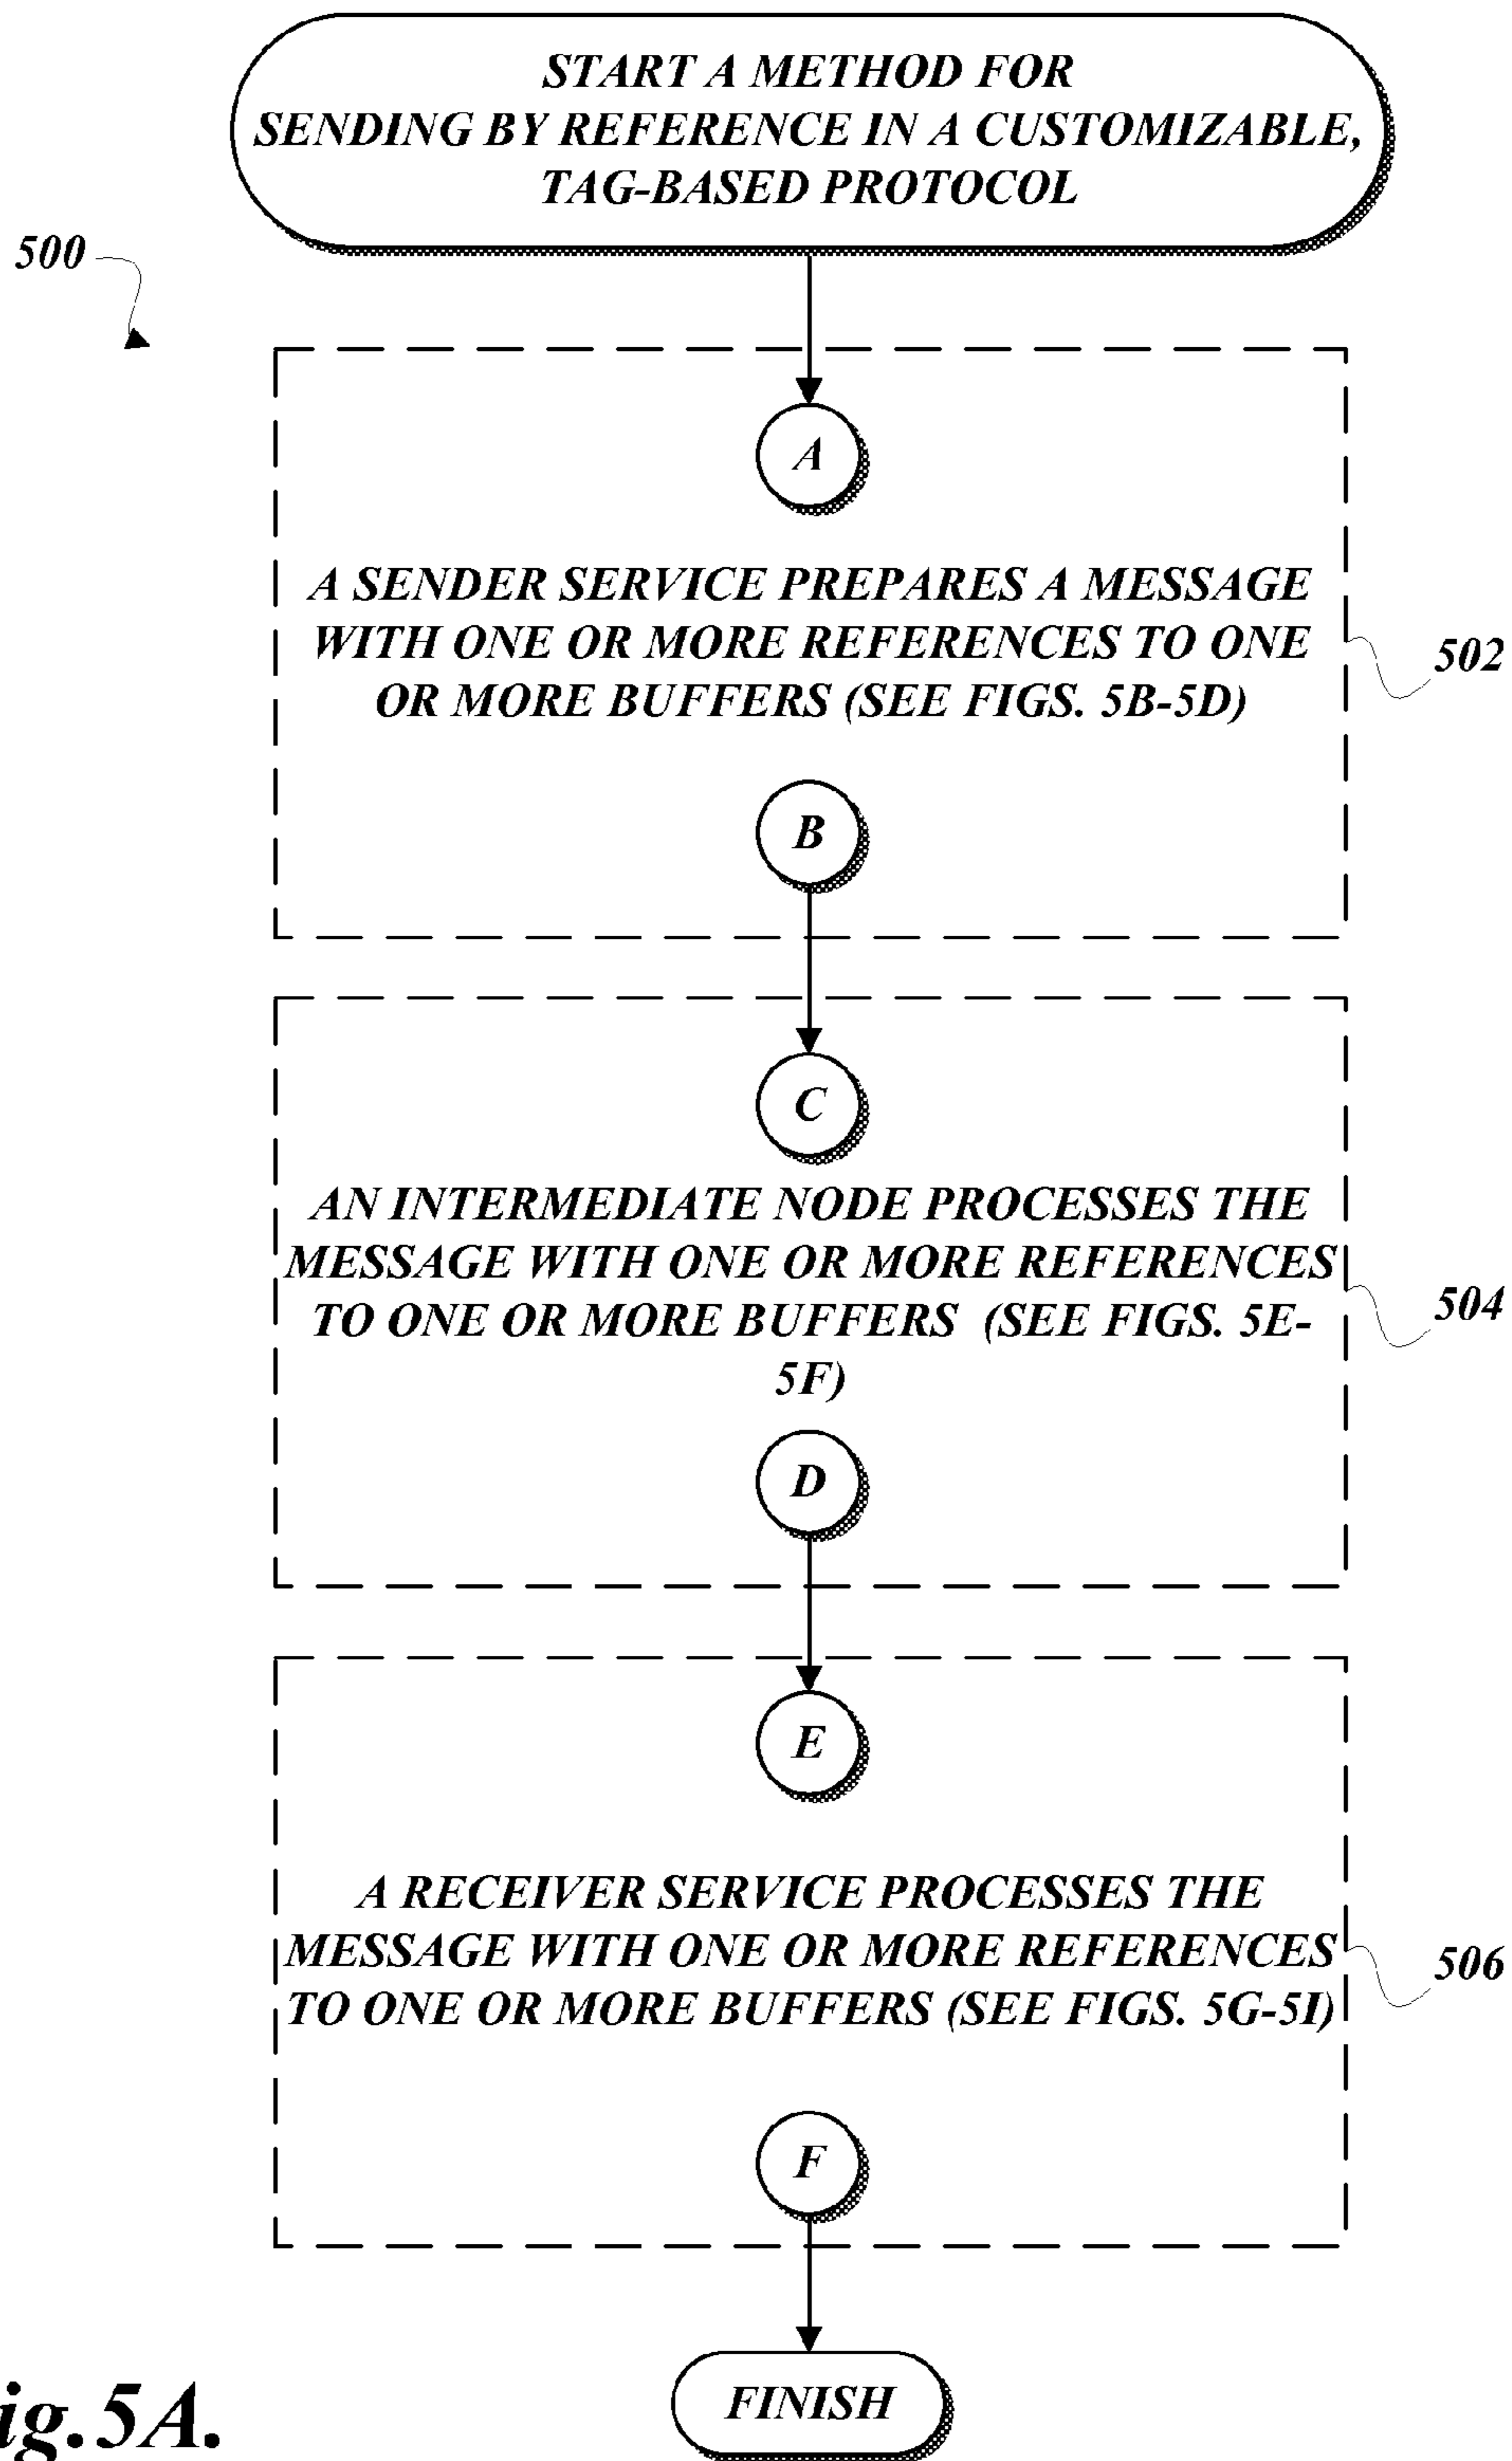 START A METHOD FOR
SENDING BY REFERENCE IN A CUSTOMIZABLE,
TAG-BASED PROTOCOL
500
A
A SENDER SERVICE PREPARES A MESSAGE
WITH ONE OR MORE REFERENCES TO ONE
OR MORE BUFFERS (SEE FIGS. 5B-5D)
502
B
C
AN INTERMEDIATE NODE PROCESSES THE
MESSAGE WITH ONE OR MORE REFERENCES
TO ONE OR MORE BUFFERS (SEE FIGS. 5E-
5F)
504
D
E
A RECEIVER SERVICE PROCESSES THE
MESSAGE WITH ONE OR MORE REFERENCES
TO ONE OR MORE BUFFERS (SEE FIGS. 5G-5I)
506
F
FINISH
ig.5A.